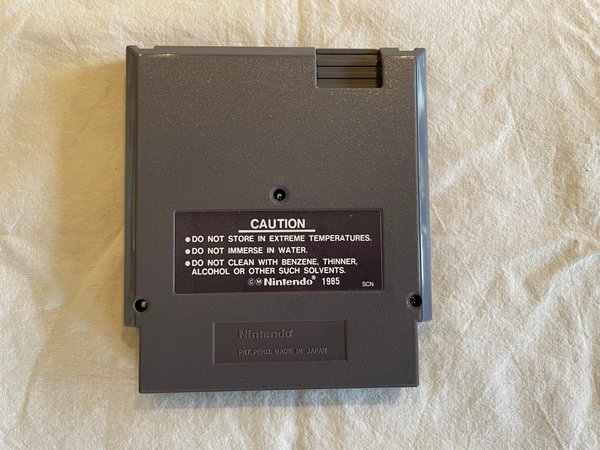 CAUTION
●DO NOT STORE IN EXTREME TEMPERATURES.
●DO NOT IMMERSE IN WATER.
●DO NOT CLEAN WITH BENZENE, THINNER,
ALCOHOL OR OTHER SUCH SOLVENTS.
©Ⓜ Nintendo® 1985 SCN
Nintendo®
PAT. PEND. MADE IN JAPAN